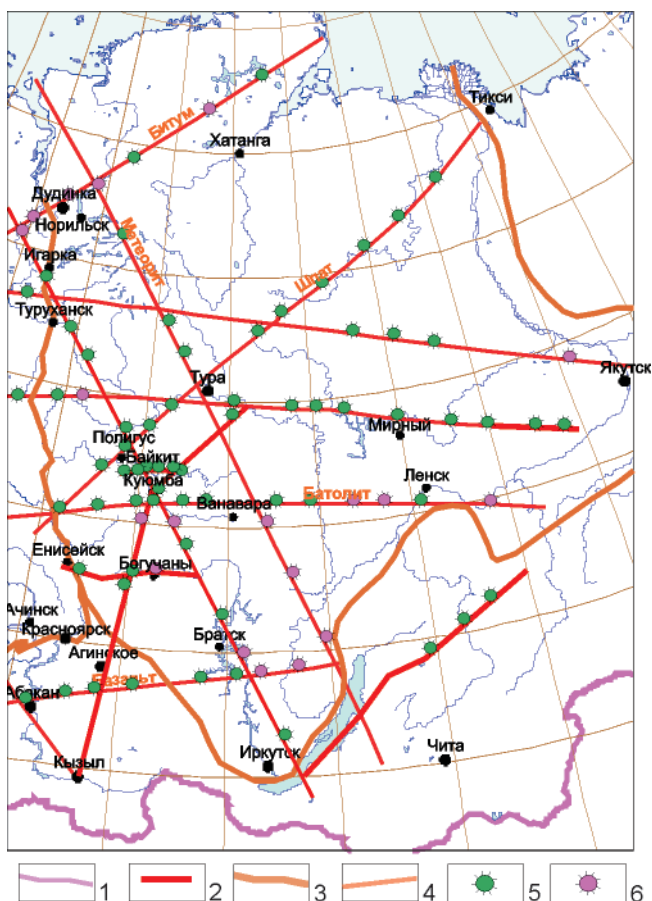 Тикси
Битум
Хатанга
Дудинка
Норильск
Метеорит
Игарка
Шпат
Туруханск
Якутск
Тура
Полигус
Мирный
Байкит
Куюмба
Ленск
Батолит
Ванавара
Енисейск
Богучаны
Ачинск
Красноярск
Братск
Агинское
Базальт
Абакан
Кызыл
Иркутск
Чита
1 2 3 4 5 6